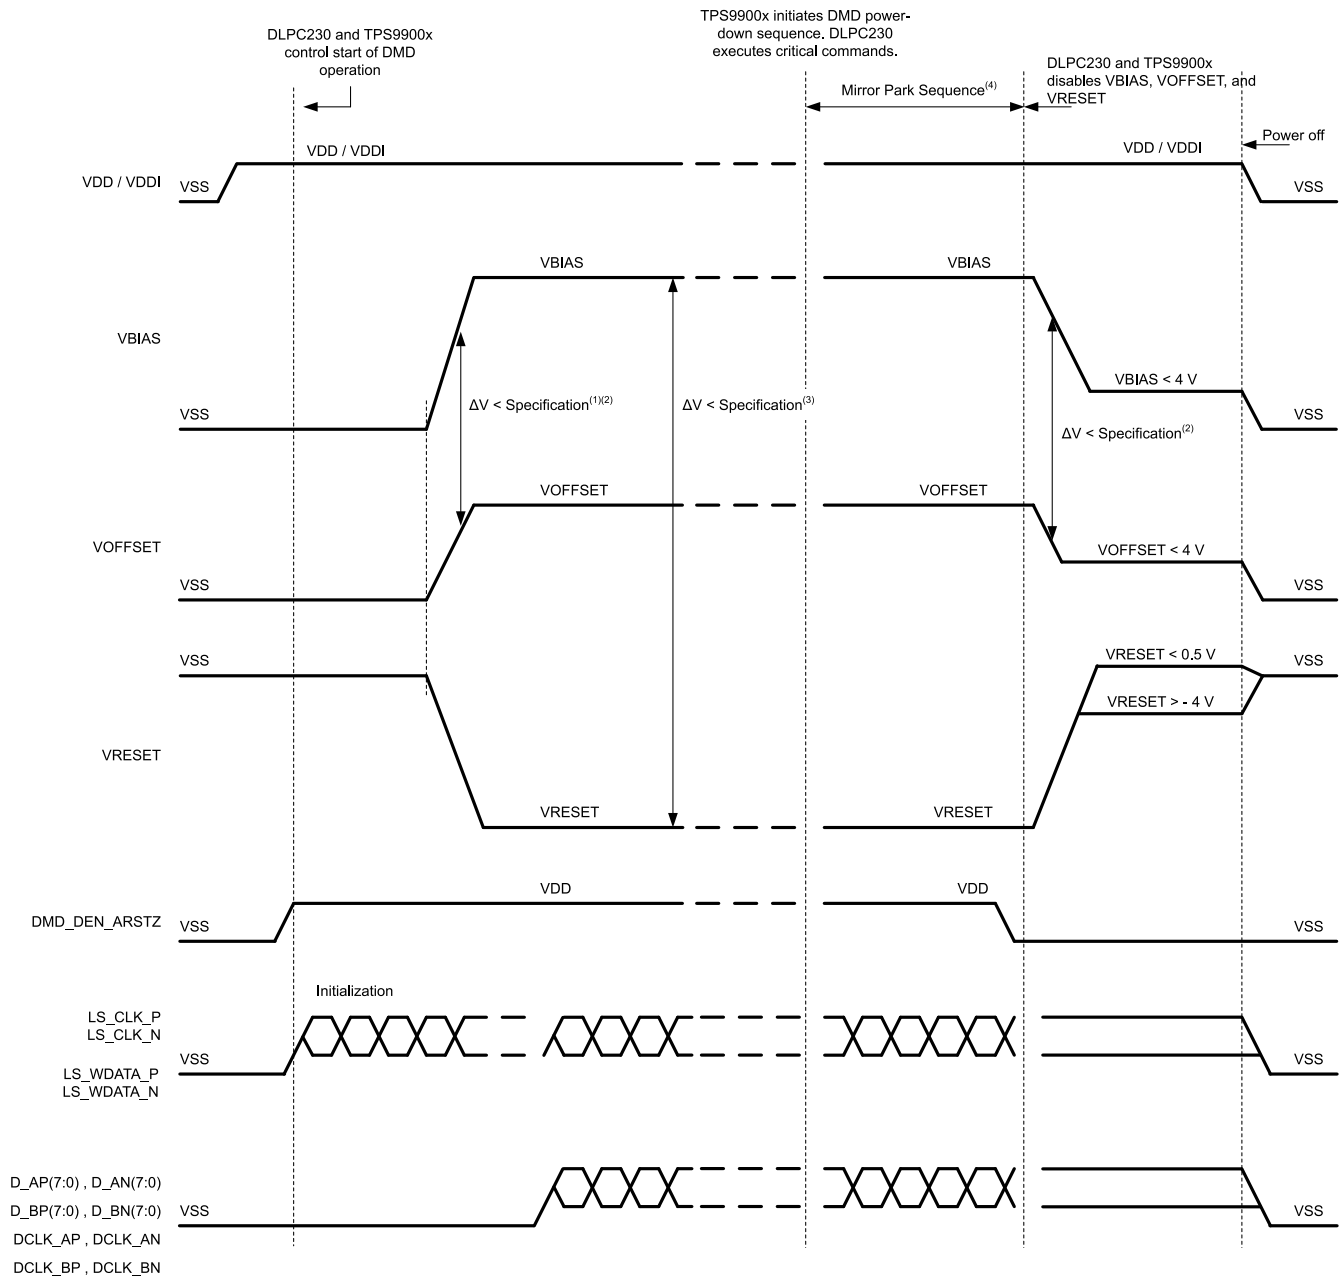 DLPC230 and TPS9900x
control start of DMD
operation
TPS9900x initiates DMD power-
down sequence. DLPC230
executes critical commands.
DLPC230 and TPS9900x
disables VBIAS, VOFFSET, and
VRESET
Mirror Park Sequence(4)
Power off
VDD / VDDI
VSS
VDD / VDDI
VDD / VDDI
VSS
VBIAS
VBIAS
VBIAS
VSS
ΔV < Specification(1)(2)
ΔV < Specification(3)
ΔV < Specification(2)
VBIAS < 4 V
VSS
VOFFSET
VOFFSET
VOFFSET
VSS
VOFFSET < 4 V
VSS
VSS
VRESET < 0.5 V
VSS
VRESET > - 4 V
VRESET
VRESET
VRESET
DMD_DEN_ARSTZ
VSS
VDD
VDD
VSS
Initialization
LS_CLK_P
LS_CLK_N
VSS
VSS
LS_WDATA_P
LS_WDATA_N
D_AP(7:0) , D_AN(7:0)
D_BP(7:0) , D_BN(7:0)
VSS
VSS
DCLK_AP , DCLK_AN
DCLK_BP , DCLK_BN